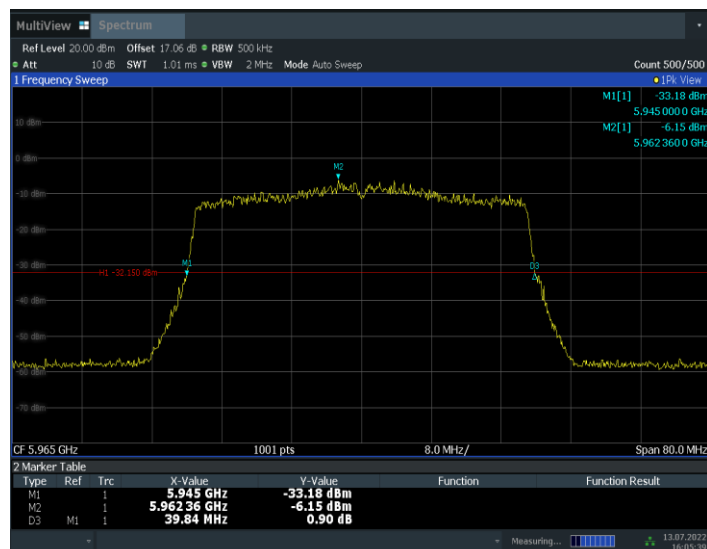 MultiView Spectrum
Ref Level 20.00 dBm Offset 17.06 dB RBW 500 kHz
Att 10 dB SWT 1.01 ms VBW 2 MHz Mode Auto Sweep Count 500/500
1 Frequency Sweep 1Pk View
M1[1] -33.18 dBm
5.945 000 0 GHz
M2[1] -6.15 dBm
5.962 360 0 GHz
10 dBm
0 dBm
M2
-10 dBm
-20 dBm
-30 dBm
M1
D3
H1 -32.150 dBm
-40 dBm
-50 dBm
-60 dBm
-70 dBm
CF 5.965 GHz 1001 pts 8.0 MHz/ Span 80.0 MHz
2 Marker Table
Type Ref Trc X-Value Y-Value Function Function Result
M1 1 5.945 GHz -33.18 dBm
M2 1 5.962 36 GHz -6.15 dBm
D3 M1 1 39.84 MHz 0.90 dB
Measuring... 13.07.2022
16:05:39